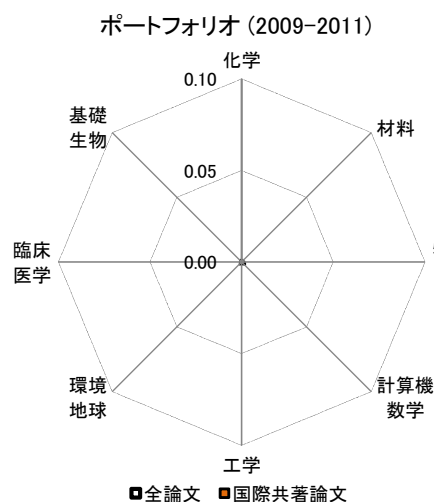 ポートフォリオ (2009-2011)
化学
0.10
基礎
生物
材料
0.05
臨床
医学
0.00
環境
地球
計算機
数学
工学
全論文 国際共著論文